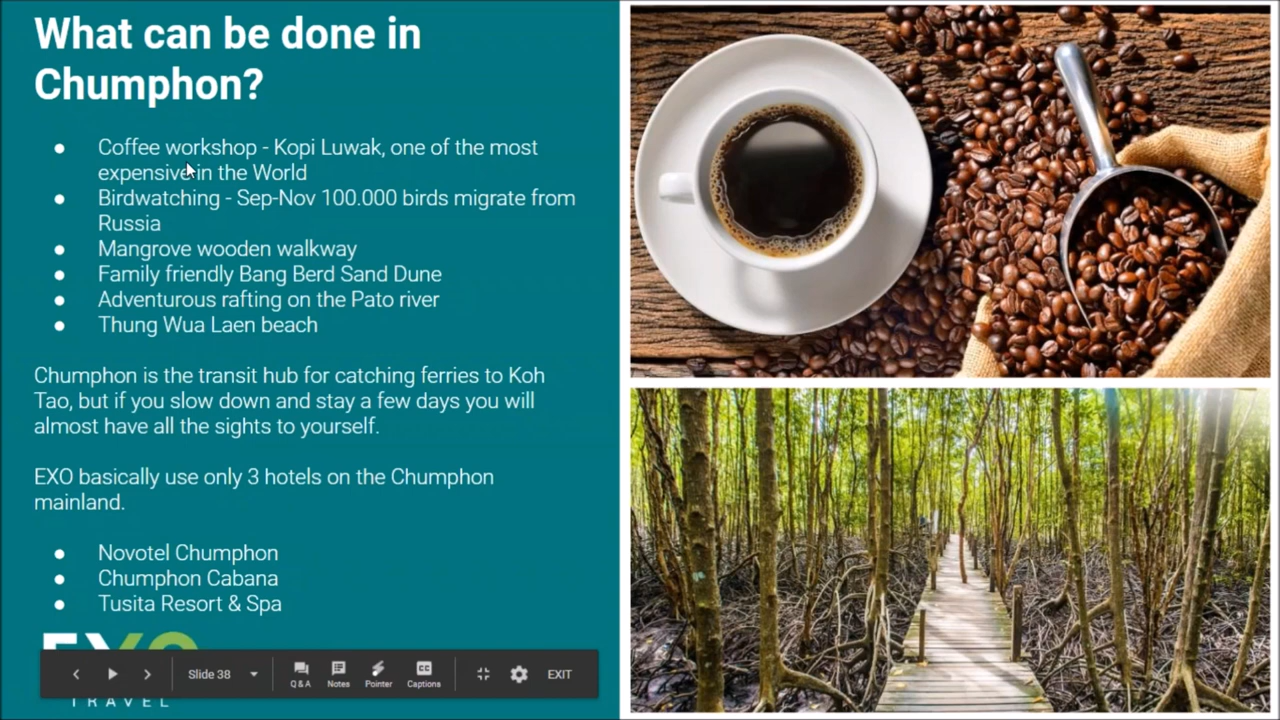 What can be done in
Chumphon?
● Coffee workshop - Kopi Luwak, one of the most
expensive in the World
● Birdwatching - Sep-Nov 100.000 birds migrate from
Russia
● Mangrove wooden walkway
● Family friendly Bang Berd Sand Dune
● Adventurous rafting on the Pato river
● Thung Wua Laen beach
Chumphon is the transit hub for catching ferries to Koh
Tao, but if you slow down and stay a few days you will
almost have all the sights to yourself.
EXO basically use only 3 hotels on the Chumphon
mainland.
● Novotel Chumphon
● Chumphon Cabana
● Tusita Resort & Spa
EXO
Slide 38 Q & A Notes Pointer CC Captions EXIT
TRAVEL